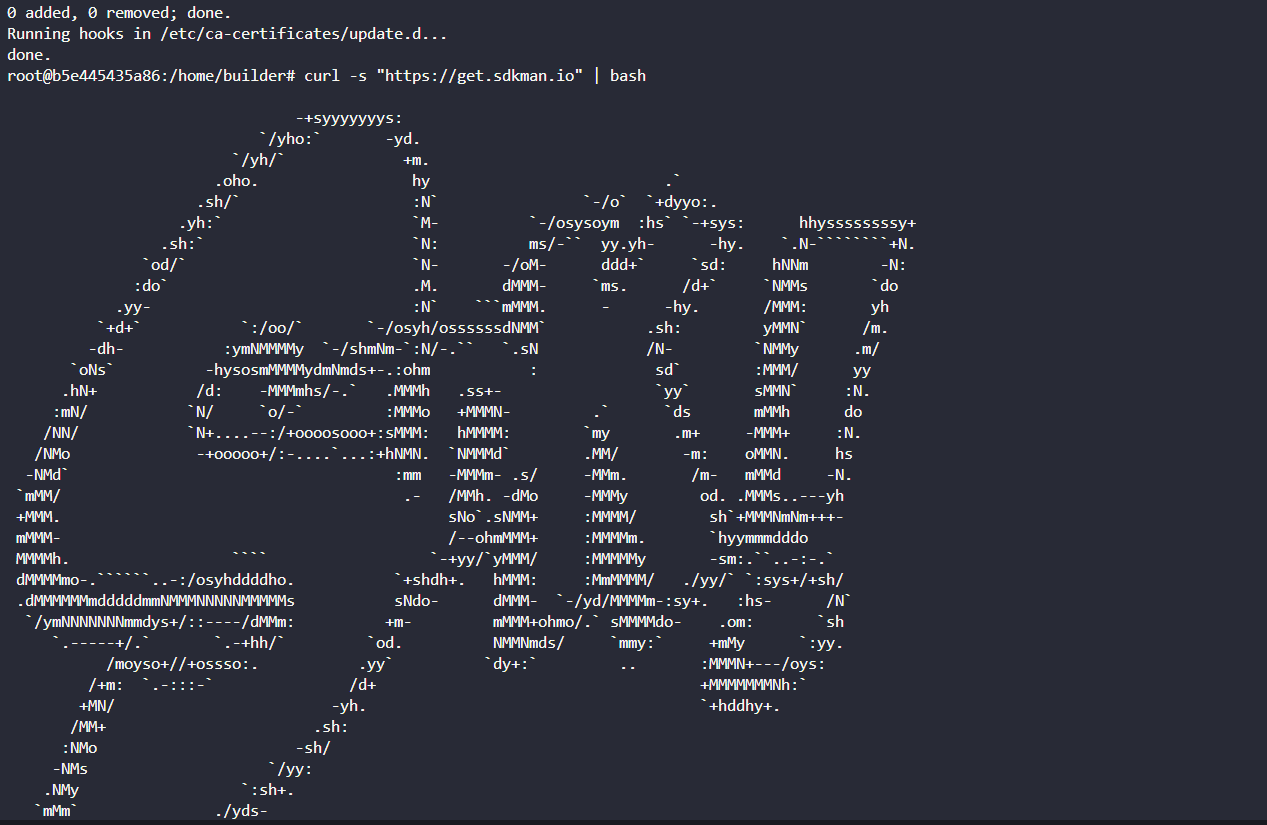 0 added, 0 removed; done.
Running hooks in /etc/ca-certificates/update.d...
done.
root@b5e445435a86:/home/builder# curl -s "https://get.sdkman.io" | bash

                                -+syyyyyyys:
                            `/yho:`       -yd.
                         `/yh/`             +m.
                       .oho.                 hy                          .`
                     .sh/`                   :N`                `-/o`  `+dyyo:.
                   .yh:`                     `M-          `-/osysoym  :hs` `-+sys:      hhyssssssssy+
                 .sh:`                       `N:          ms/-``  yy.yh-      -hy.    `.N-````````+N.
               `od/`                         `N-       -/oM-      ddd+`     `sd:     hNNm        -N:
              :do`                           .M.       dMMM-     `ms.      /d+`     `NMMs       `do
            .yy-                             :N`    ```mMMM.      -      -hy.       /MMM:       yh
          `+d+`           `:/oo/`       `-/osyh/ossssssdNMM`           .sh:         yMMN`      /m.
         -dh-           :ymNMMMMy  `-/shmNm-`:N/-.``   `.sN            /N-         `NMMy      .m/
       `oNs`          -hysosmMMMMydmNmds+-.:ohm           :             sd`        :MMM/      yy
      .hN+           /d:    -MMMmhs/-.`   .MMMh   .ss+-                 `yy`       sMMN`     :N.
     :mN/           `N/     `o/-`         :MMMo   +MMMN-         .`      `ds       mMMh      do
    /NN/            `N+....--:/+oooosooo+:sMMM:   hMMMM:        `my       .m+     -MMM+     :N.
   /NMo              -+ooooo+/:-....`...:+hNMN.  `NMMMd`        .MM/       -m:    oMMN.     hs
  -NMd`                                    :mm   -MMMm- .s/     -MMm.       /m-   mMMd     -N.
 `mMM/                                      .-   /MMh. -dMo     -MMMy        od. .MMMs..---yh
 +MMM.                                           sNo`.sNMM+     :MMMM/        sh`+MMMNmNm+++-
 mMMM-                                           /--ohmMMM+     :MMMMm.       `hyymmmdddo
 MMMMh.                  ````                  `-+yy/`yMMM/     :MMMMMy       -sm:.``..-:-.`
 dMMMMmo-.``````..-:/osyhddddho.           `+shdh+.   hMMM:     :MmMMMM/   ./yy/` `:sys+/+sh/
 .dMMMMMMmdddddmmNMMMNNNNNMMMMMs           sNdo-      dMMM-  `-/yd/MMMMm-:sy+.   :hs-      /N`
  `/ymNNNNNNNmmdys+/::----/dMMm:          +m-         mMMM+ohmo/.` sMMMMdo-    .om:       `sh
     `.-----+/.`       `.-+hh/`         `od.          NMMNmds/     `mmy:`     +mMy      `:yy.
           /moyso+//+ossso:.           .yy`          `dy+:`         ..       :MMMN+---/oys:
         /+m:  `.-:::-`               /d+                                    +MMMMMMMNh:`
        +MN/                        -yh.                                     `+hddhy+.
       /MM+                       .sh:
      :NMo                      -sh/
     -NMs                    `/yy:
    .NMy                  `:sh+.
   `mMm`               ./yds-